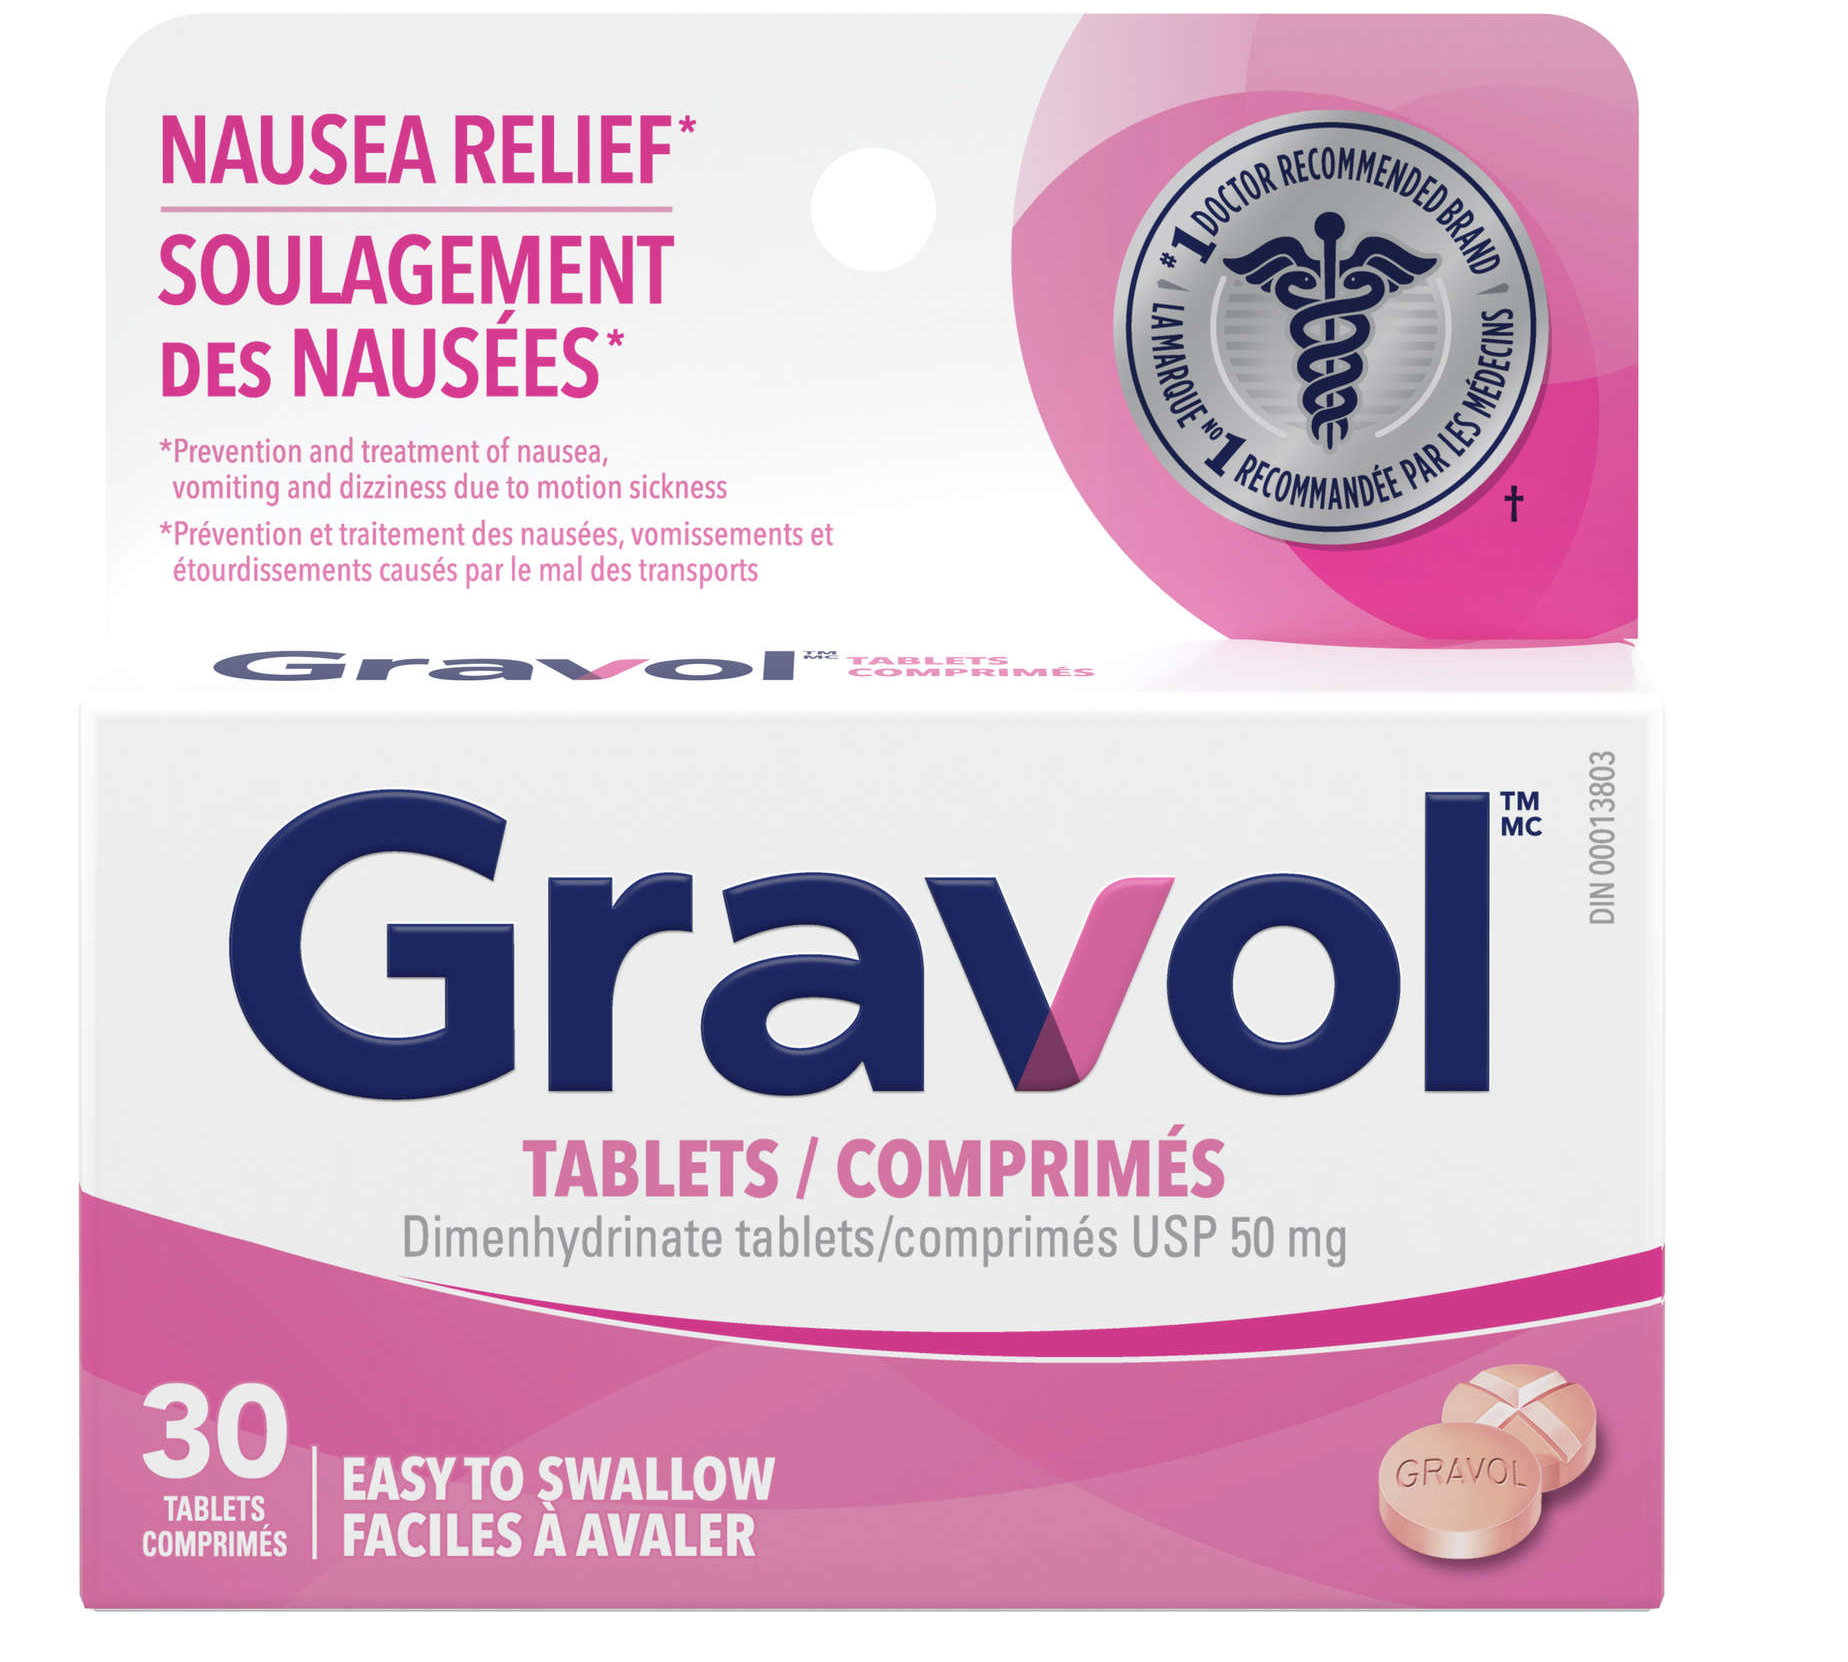 NAUSEA RELIEF*
SOULAGEMENT
DES NAUSÉES*
*Prevention and treatment of nausea,
vomiting and dizziness due to motion sickness
*Prévention et traitement des nausées, vomissements et
étourdissements causés par le mal des transports
#1 DOCTOR RECOMMENDED BRAND
LA MARQUE NO 1 RECOMMANDÉE PAR LES MÉDECINS
†
Gravol TM MC TABLETS
COMPRIMÉS
Gravol TM
MC
DIN 00013803
TABLETS / COMPRIMÉS
Dimenhydrinate tablets/comprimés USP 50 mg
30
TABLETS
COMPRIMÉS
EASY TO SWALLOW
FACILES À AVALER
GRAVOL